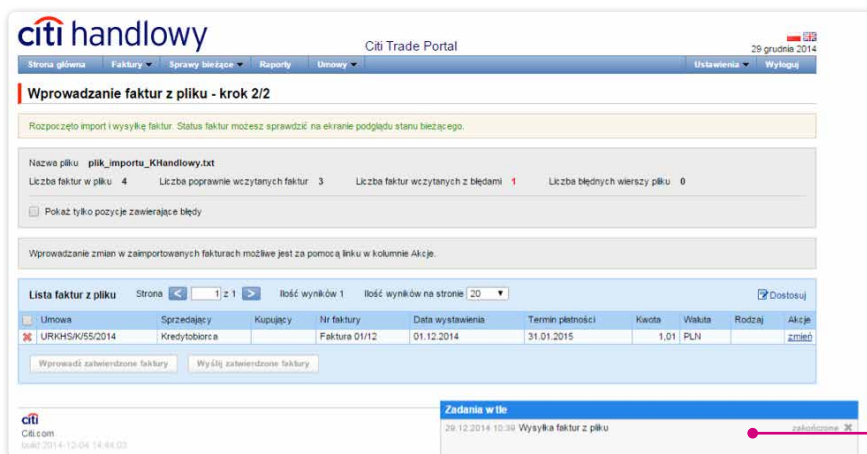 citi handlowy
Citi Trade Portal
29 grudnia 2014
Strona główna Faktury Sprawy bieżące Raporty Umowy Ustawienia Wyloguj
Wprowadzanie faktur z pliku - krok 2/2
Rozpoczęto import i wysyłkę faktur. Status faktur możesz sprawdzić na ekranie podglądu stanu bieżącego.
Nazwa pliku plik_importu_KHandlowy.txt
Liczba faktur w pliku 4 Liczba poprawnie wczytanych faktur 3 Liczba faktur wczytanych z błędami 1 Liczba błędnych wierszy pliku 0
Pokaż tylko pozycje zawierające błędy
Wprowadzanie zmian w zaimportowanych fakturach możliwe jest za pomocą linku w kolumnie Akcje.
Lista faktur z pliku Strona < 1 z 1 > Ilość wyników 1 Ilość wyników na stronie 20 Dostosuj
Umowa Sprzedający Kupujący Nr faktury Data wystawienia Termin płatności Kwota Waluta Rodzaj Akcje
URKHS/K/55/2014 Kredytobiorca Faktura 01/12 01.12.2014 31.01.2015 1,01 PLN zmień
Wprowadź zatwierdzone faktury Wyślij zatwierdzone faktury
citi
Citi.com
build 2014-12-04 14:44:03
Zadania w tle
29.12.2014 10:39 Wysyłka faktur z pliku zakończone